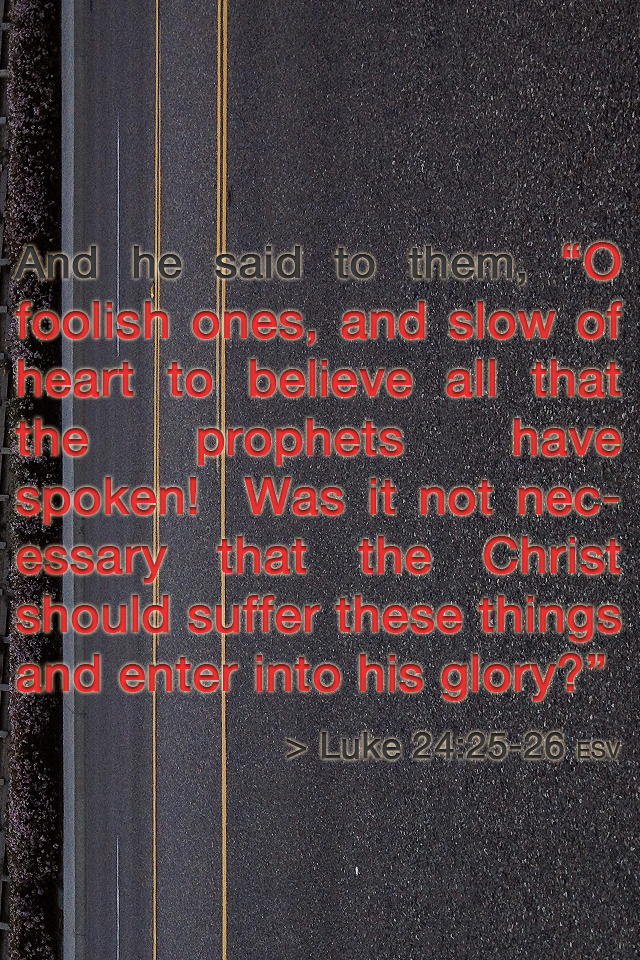 And he said to them, “O
foolish ones, and slow of
heart to believe all that
the prophets have
spoken! Was it not nec-
essary that the Christ
should suffer these things
and enter into his glory?”
> Luke 24:25-26 ESV